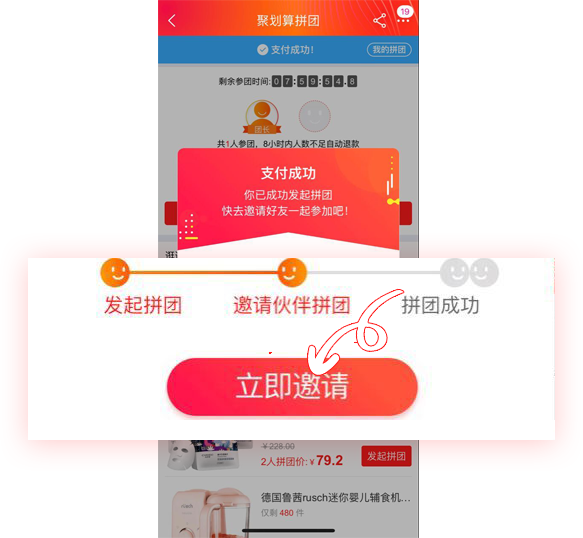 聚划算拼团
19
支付成功！
我的拼团
剩余参团时间：07:59:54.8
团长
共1人参团，8小时内人数不足自动退款
支付成功
你已成功发起拼团
快去邀请好友一起参加吧！
发起拼团
邀请伙伴拼团
拼团成功
立即邀请
¥228.00
2人拼团价:¥79.2
发起拼团
德国鲁茜rusch迷你婴儿辅食机...
仅剩 480 件